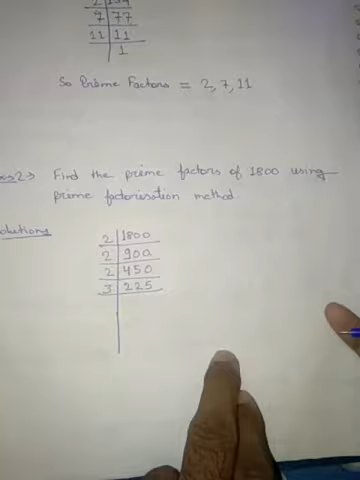 7 | 77
11 | 11
1
So Prime Factors = 2, 7, 11
Find the prime factors of 1800 using
prime factorisation method.
2 | 1800
2 | 900
2 | 450
3 | 225